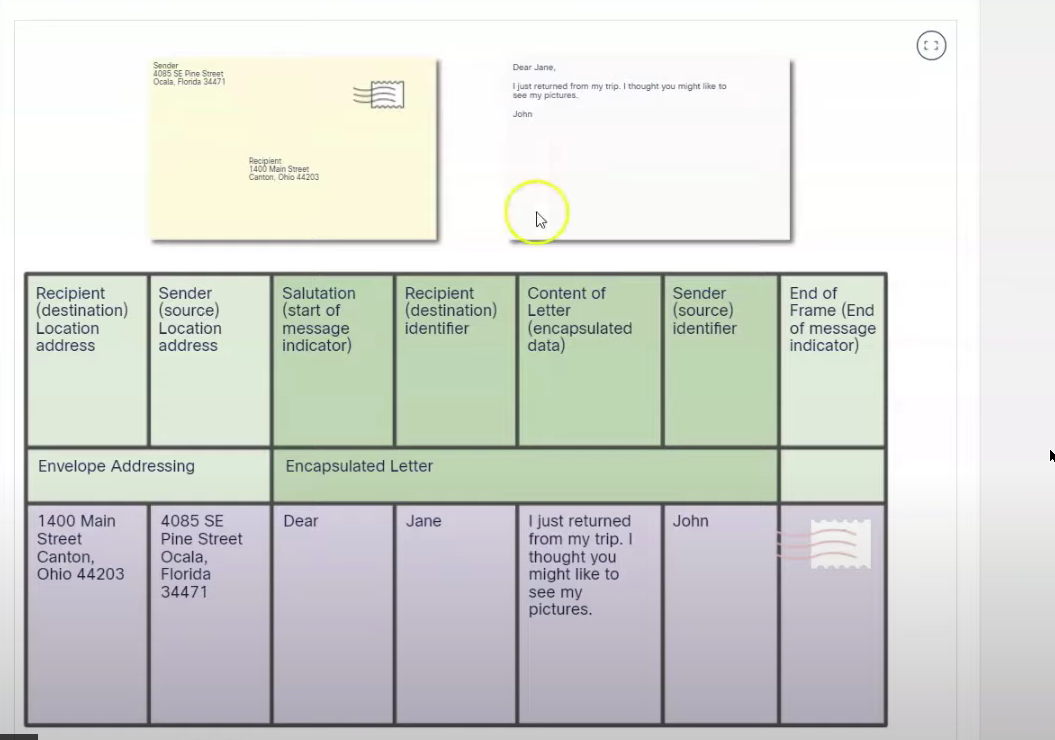 Sender
4085 SE Pine Street
Ocala, Florida 34471
Recipient
1400 Main Street
Canton, Ohio 44203
Dear Jane,
I just returned from my trip. I thought you might like to
see my pictures.
John
Recipient
(destination)
Location
address
Sender
(source)
Location
address
Salutation
(start of
message
indicator)
Recipient
(destination)
identifier
Content of
Letter
(encapsulated
data)
Sender
(source)
identifier
End of
Frame (End
of message
indicator)
Envelope Addressing
Encapsulated Letter
1400 Main
Street
Canton,
Ohio 44203
4085 SE
Pine Street
Ocala,
Florida
34471
Dear
Jane
I just returned
from my trip. I
thought you
might like to
see my
pictures.
John